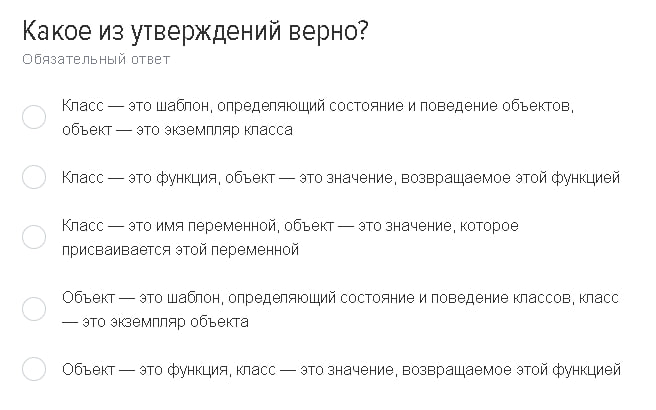 Какое из утверждений верно?
Обязательный ответ
Класс — это шаблон, определяющий состояние и поведение объектов,
объект — это экземпляр класса
Класс — это функция, объект — это значение, возвращаемое этой функцией
Класс — это имя переменной, объект — это значение, которое
присваивается этой переменной
Объект — это шаблон, определяющий состояние и поведение классов, класс
— это экземпляр объекта
Объект — это функция, класс — это значение, возвращаемое этой функцией